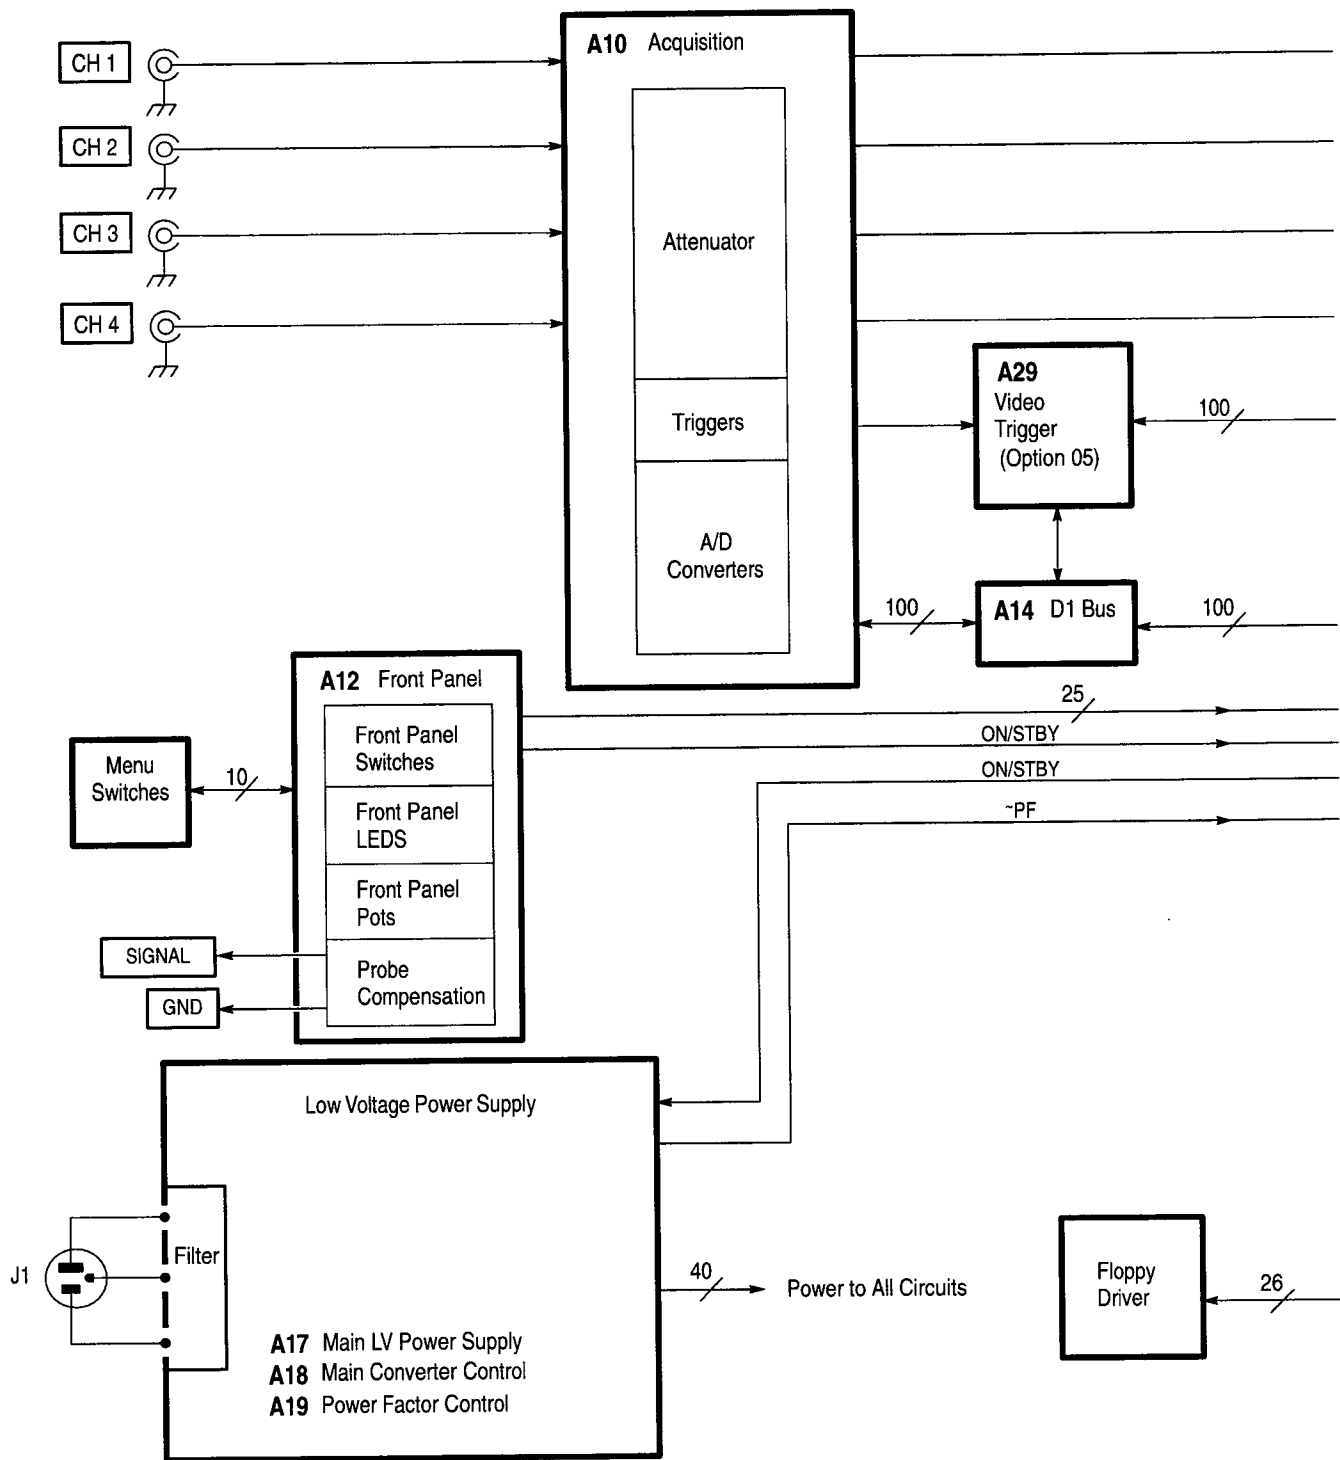 CH 1
CH 2
CH 3
CH 4
A10 Acquisition
Attenuator
Triggers
A/D
Converters
A29
Video
Trigger
(Option 05)
100
100
A14 D1 Bus
100
A12 Front Panel
Front Panel
Switches
Front Panel
LEDS
Front Panel
Pots
Probe
Compensation
Menu
Switches
10
SIGNAL
GND
25
ON/STBY
ON/STBY
~PF
Low Voltage Power Supply
J1
Filter
40
Power to All Circuits
A17 Main LV Power Supply
A18 Main Converter Control
A19 Power Factor Control
Floppy
Driver
26